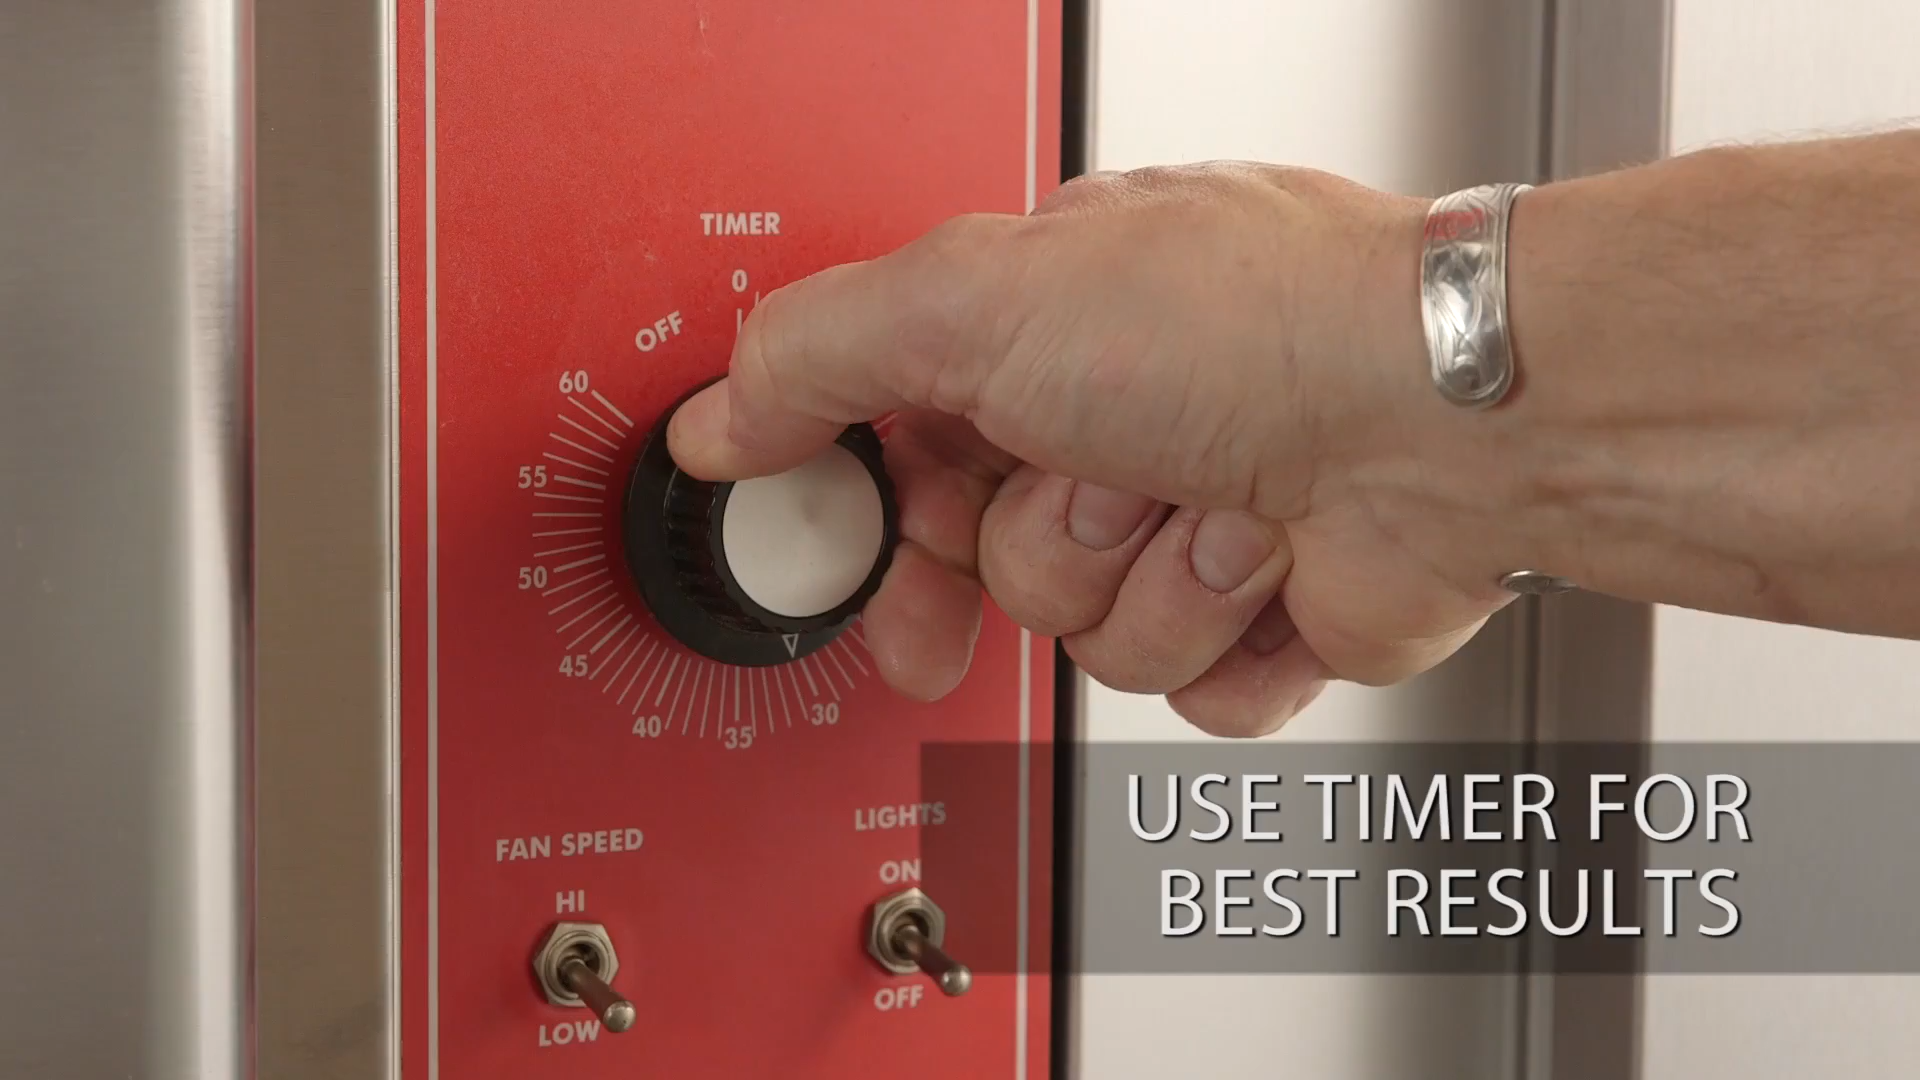 TIMER
0
OFF
60
55
50
45
40
35
30
FAN SPEED
HI
LOW
LIGHTS
ON
OFF
USE TIMER FOR
BEST RESULTS